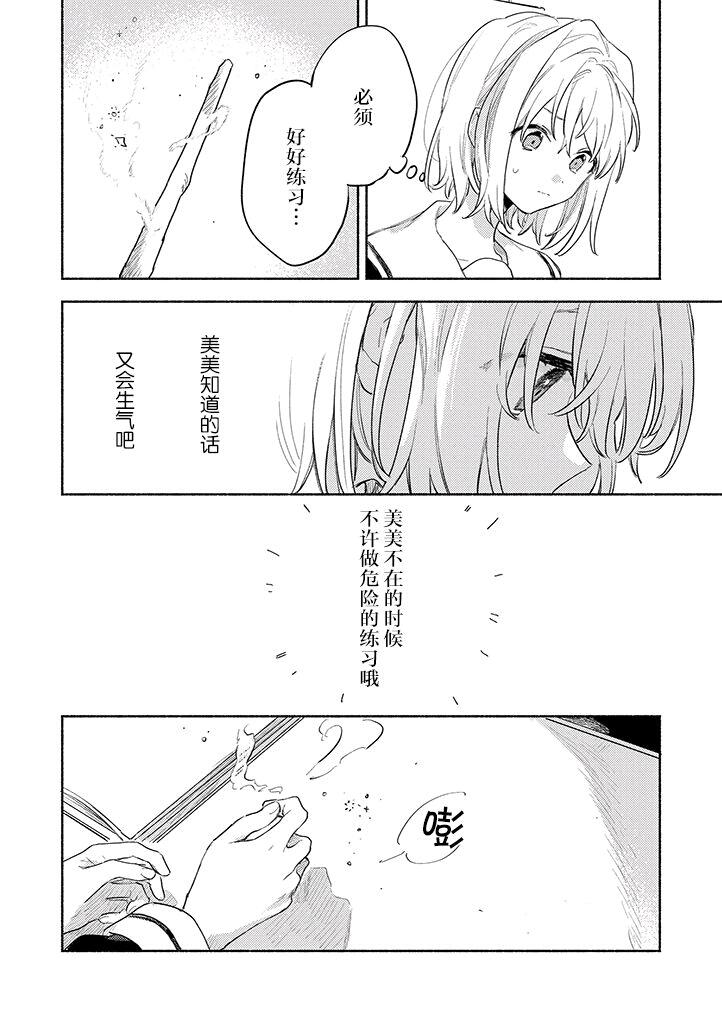 必须
好好练习…
美美知道的话
又会生气吧
美美不在的时候
不许做危险的练习哦
嘭